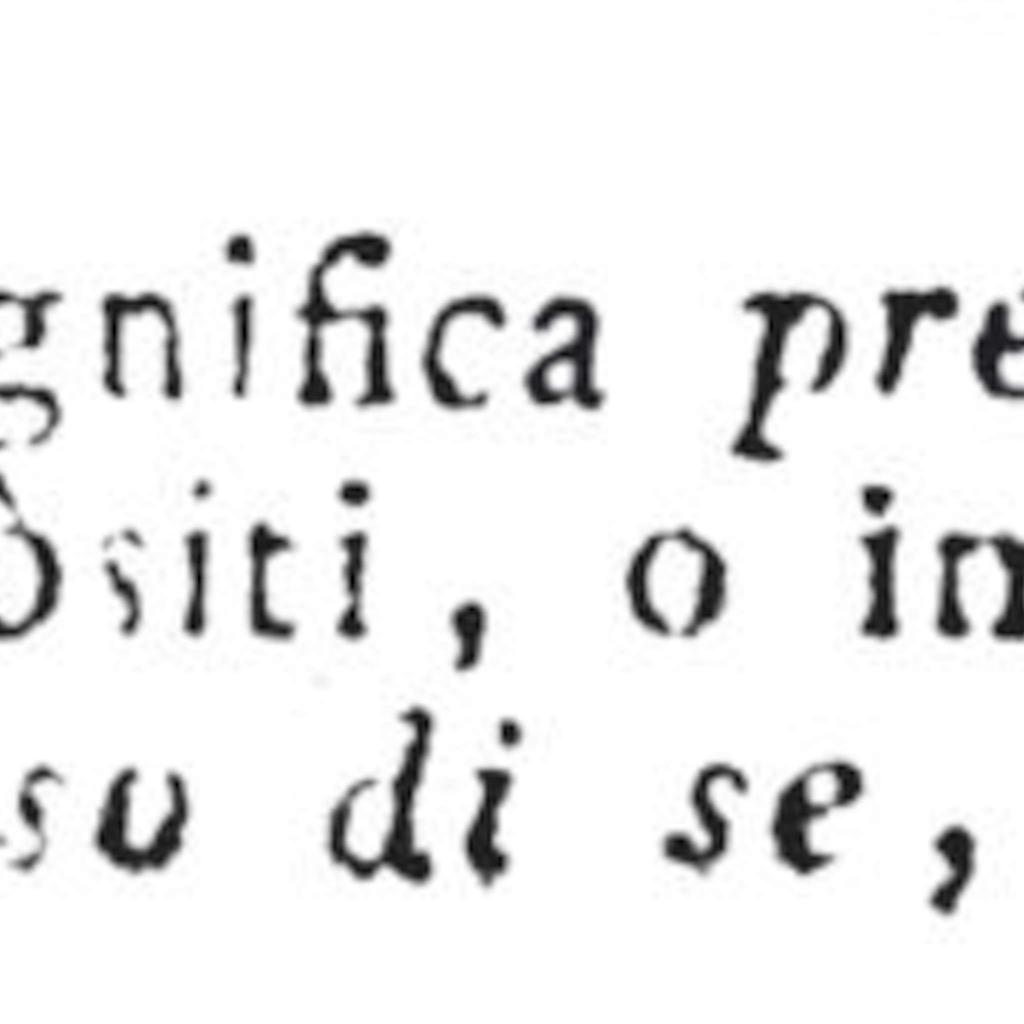 gnifica pre
ositi, o in
so di se,